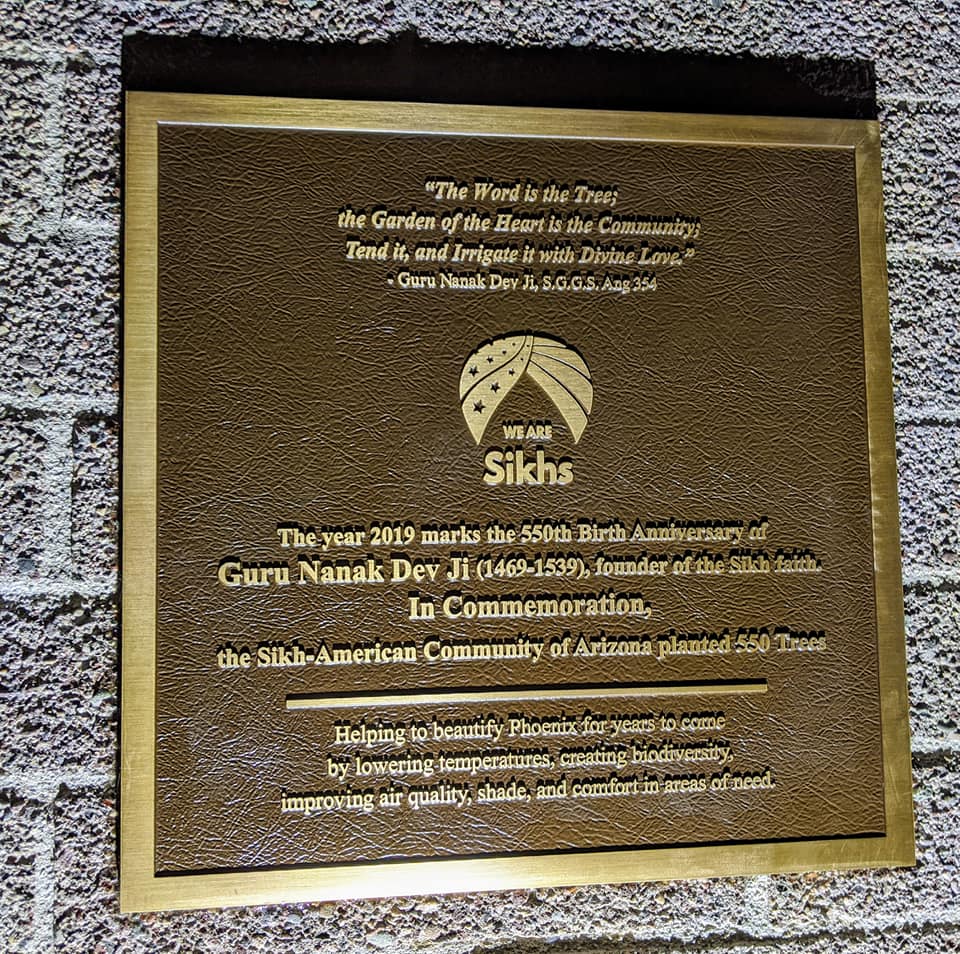 “The Word is the Tree;
the Garden of the Heart is the Community;
Tend it, and Irrigate it with Divine Love.”
- Guru Nanak Dev Ji, S.G.G.S. Ang 354
WE ARE
Sikhs
The year 2019 marks the 550th Birth Anniversary of
Guru Nanak Dev Ji (1469-1539), founder of the Sikh faith.
In Commemoration,
the Sikh-American Community of Arizona planted 550 Trees
Helping to beautify Phoenix for years to come
by lowering temperatures, creating biodiversity,
improving air quality, shade, and comfort in areas of need.